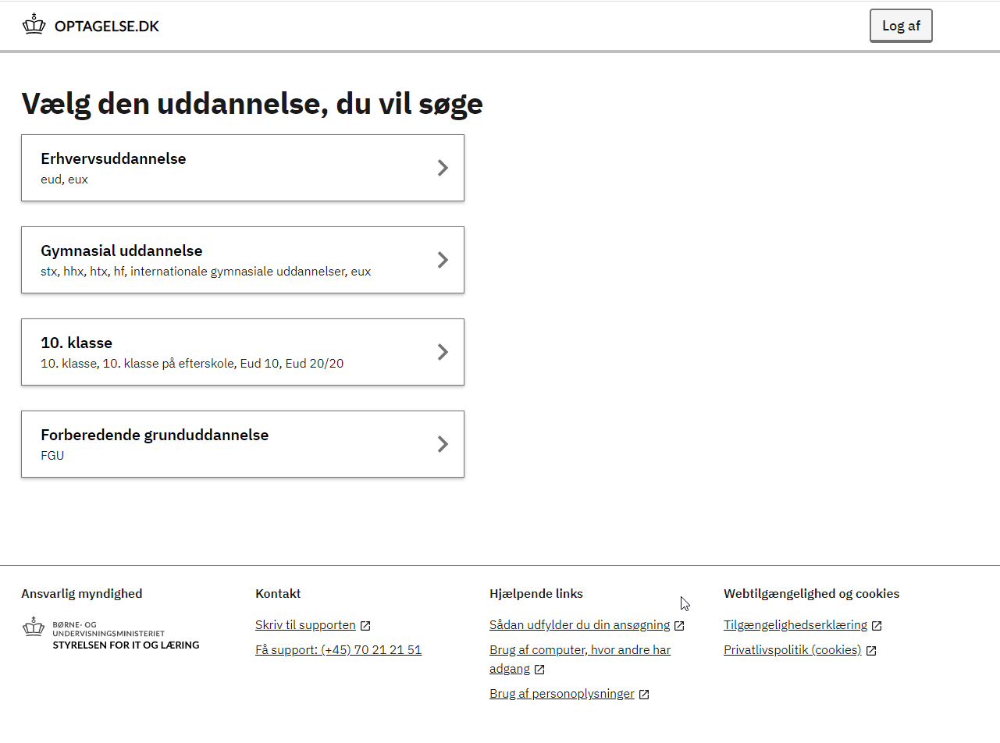 OPTAGELSE.DK
Log af
Vælg den uddannelse, du vil søge
Erhvervsuddannelse
eud, eux
Gymnasial uddannelse
stx, hhx, htx, hf, internationale gymnasiale uddannelser, eux
10. klasse
10. klasse, 10. klasse på efterskole, Eud 10, Eud 20/20
Forberedende grunduddannelse
FGU
Ansvarlig myndighed
BØRNE- OG
UNDERVISNINGSMINISTERIET
STYRELSEN FOR IT OG LÆRING
Kontakt
Skriv til supporten
Få support: (+45) 70 21 21 51
Hjælpende links
Sådan udfylder du din ansøgning
Brug af computer, hvor andre har
adgang
Brug af personoplysninger
Webtilgængelighed og cookies
Tilgængelighedserklæring
Privatlivspolitik (cookies)